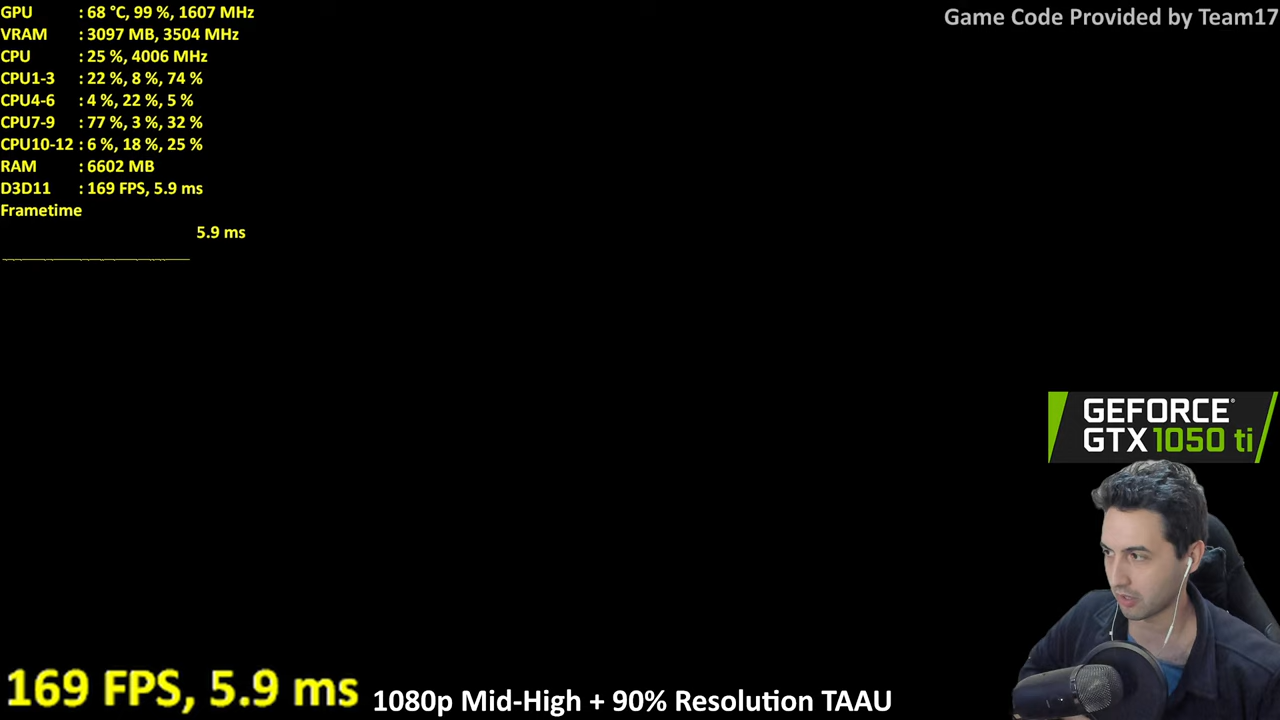 GPU : 68 °C, 99 %, 1607 MHz
VRAM : 3097 MB, 3504 MHz
CPU : 25 %, 4006 MHz
CPU1-3 : 22 %, 8 %, 74 %
CPU4-6 : 4 %, 22 %, 5 %
CPU7-9 : 77 %, 3 %, 32 %
CPU10-12 : 6 %, 18 %, 25 %
RAM : 6602 MB
D3D11 : 169 FPS, 5.9 ms
Frametime
5.9 ms
Game Code Provided by Team17
GEFORCE
GTX 1050 ti
169 FPS, 5.9 ms
1080p Mid-High + 90% Resolution TAAU